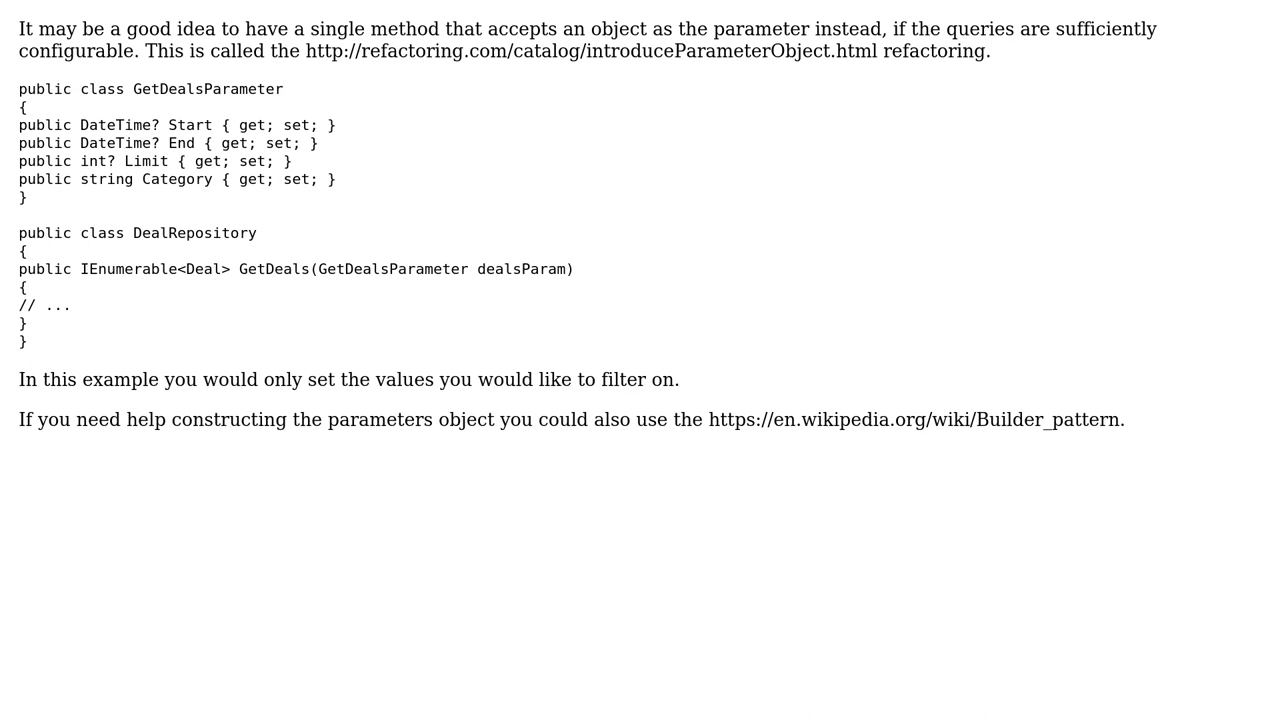 It may be a good idea to have a single method that accepts an object as the parameter instead, if the queries are sufficiently
configurable. This is called the http://refactoring.com/catalog/introduceParameterObject.html refactoring.
public class GetDealsParameter
{
public DateTime? Start { get; set; }
public DateTime? End { get; set; }
public int? Limit { get; set; }
public string Category { get; set; }
}
public class DealRepository
{
public IEnumerable<Deal> GetDeals(GetDealsParameter dealsParam)
{
// ...
}
}
In this example you would only set the values you would like to filter on.
If you need help constructing the parameters object you could also use the https://en.wikipedia.org/wiki/Builder_pattern.